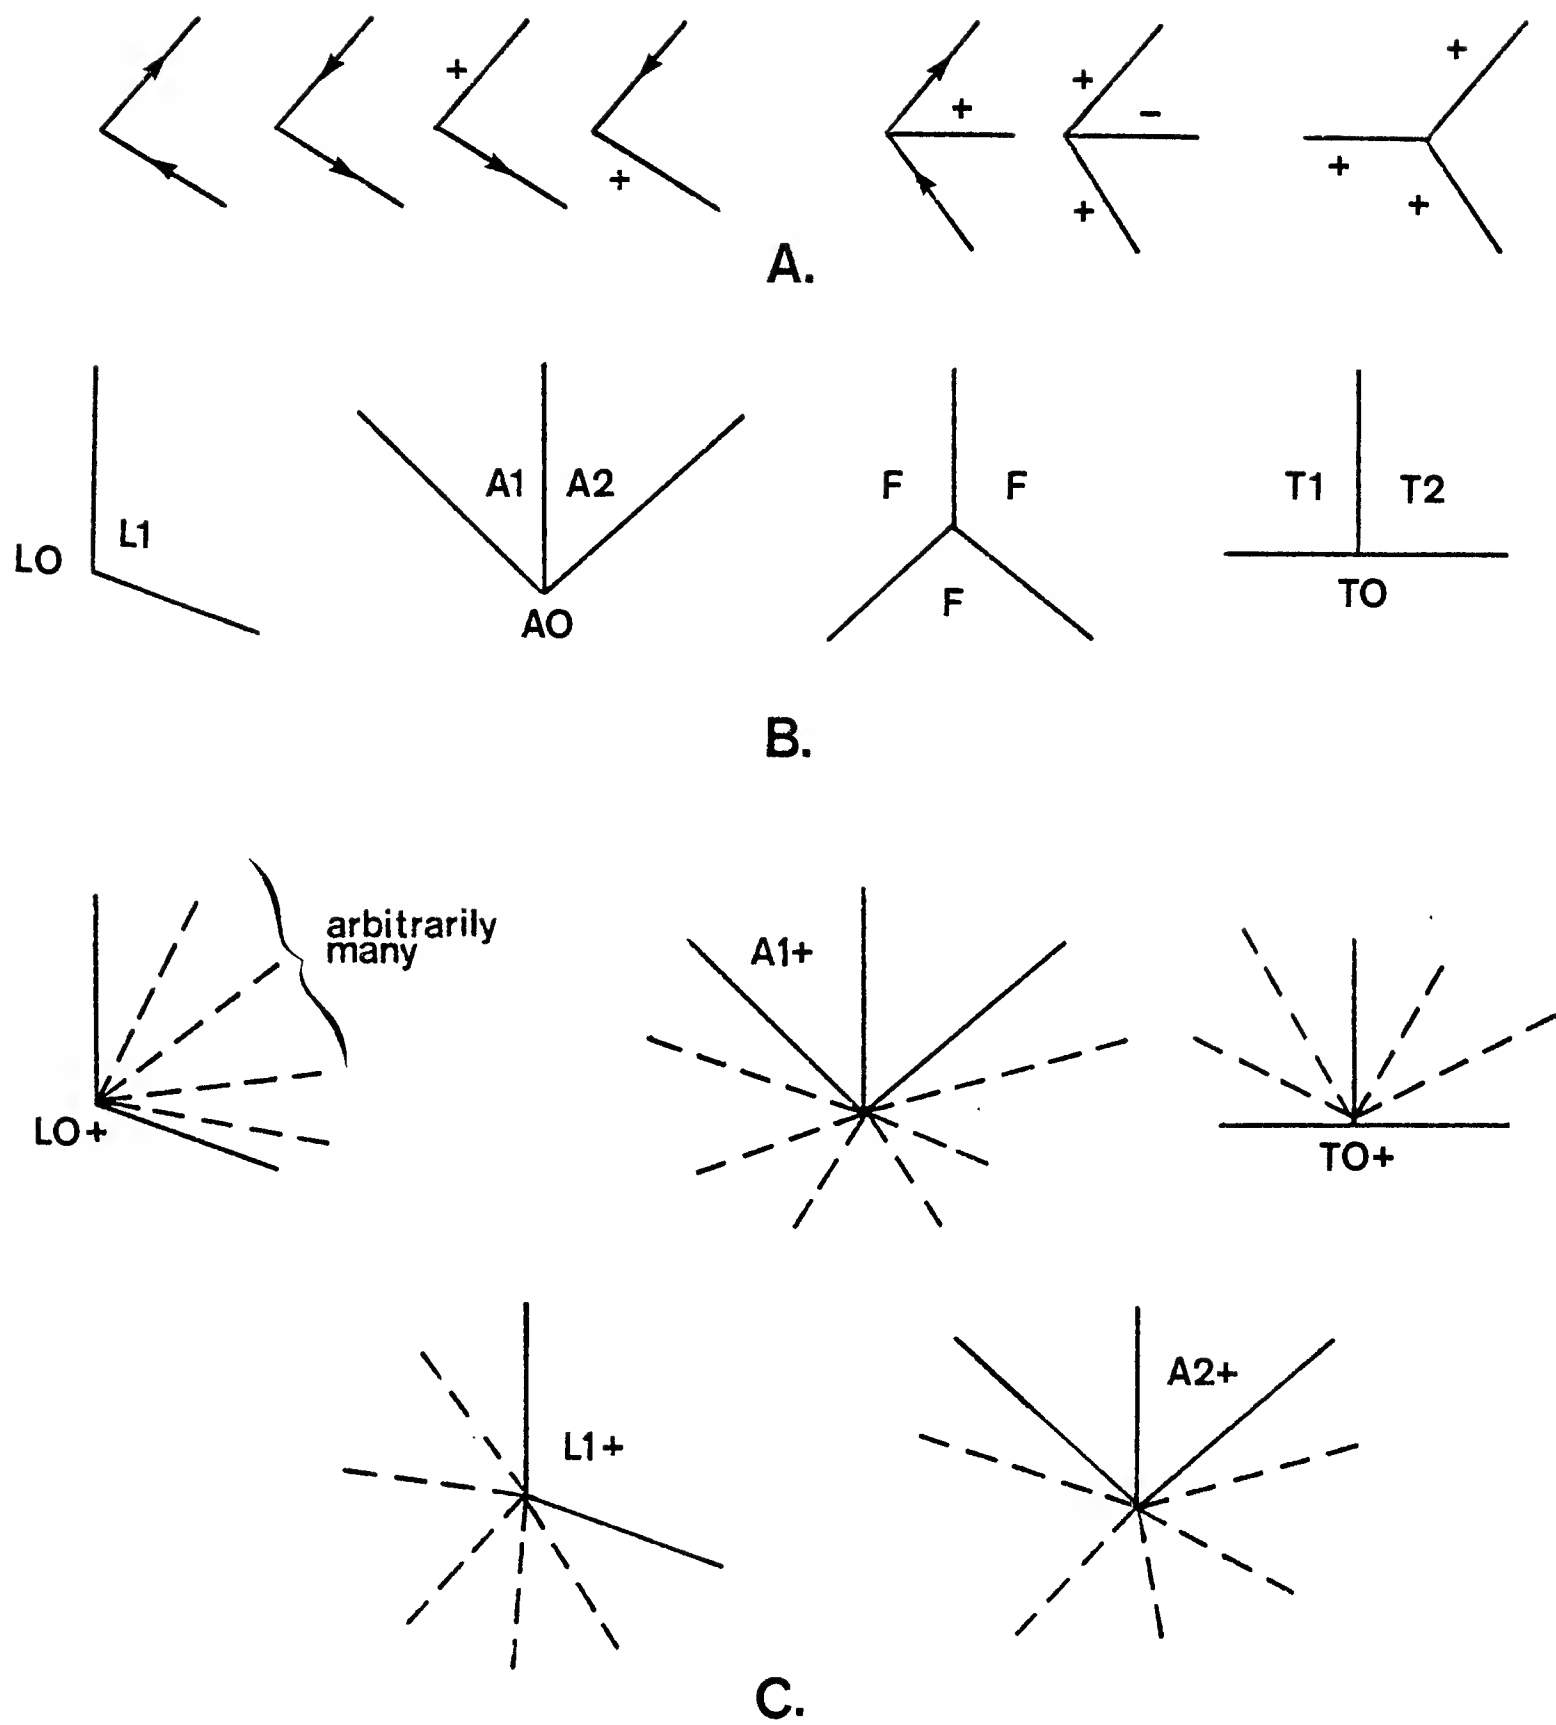 + + + + + - + + + +
A.
LO L1 A1 A2 AO F F F T1 T2 TO
B.
arbitrarily
many
LO+ A1+ TO+
L1+ A2+
C.